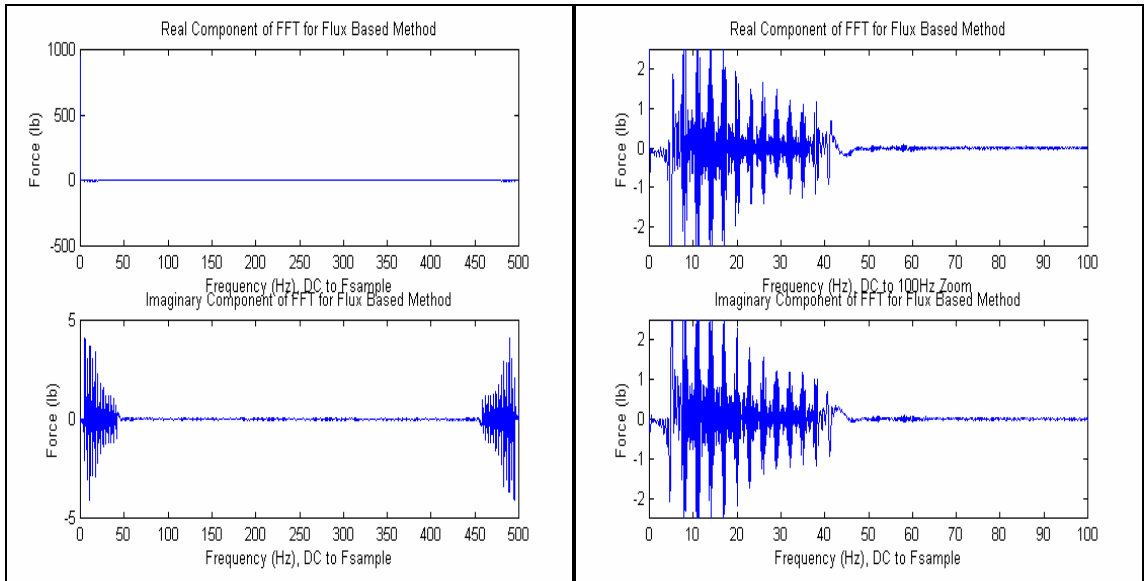 Real Component of FFT for Flux Based Method
1000
500
0
-500
Force (lb)
0 50 100 150 200 250 300 350 400 450 500
Frequency (Hz), DC to Fsample
Imaginary Component of FFT for Flux Based Method
5
0
-5
Force (lb)
0 50 100 150 200 250 300 350 400 450 500
Frequency (Hz), DC to Fsample
Real Component of FFT for Flux Based Method
2
1
0
-1
-2
Force (lb)
0 10 20 30 40 50 60 70 80 90 100
Frequency (Hz), DC to 100Hz Zoom
Imaginary Component of FFT for Flux Based Method
2
1
0
-1
-2
Force (lb)
0 10 20 30 40 50 60 70 80 90 100
Frequency (Hz), DC to Fsample